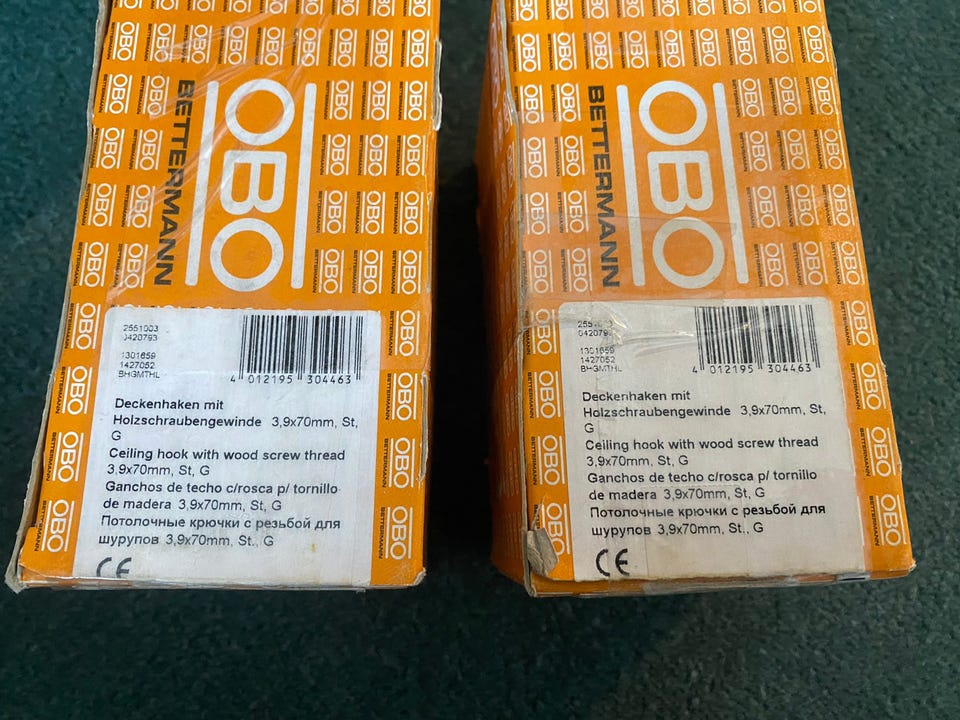 OBO
BETTERMANN
2551003
0420793
1301659
1427052
BHGMTHL
4 012195 304463
Deckenhaken mit
Holzschraubengewinde 3,9x70mm, St,
G
Ceiling hook with wood screw thread
3,9x70mm, St, G
Ganchos de techo c/rosca p/ tornillo
de madera 3,9x70mm, St, G
Потолочные крючки с резьбой для
шурупов 3,9x70mm, St., G
CE
OBO
BETTERMANN
1301659
1427052
BHGMTHL
4 012195 304463
Deckenhaken mit
Holzschraubengewinde 3,9x70mm, St,
G
Ceiling hook with wood screw thread
3,9x70mm, St, G
Ganchos de techo c/rosca p/ tornillo
de madera 3,9x70mm, St, G
Потолочные крючки с резьбой для
шурупов 3,9x70mm, St., G
CE